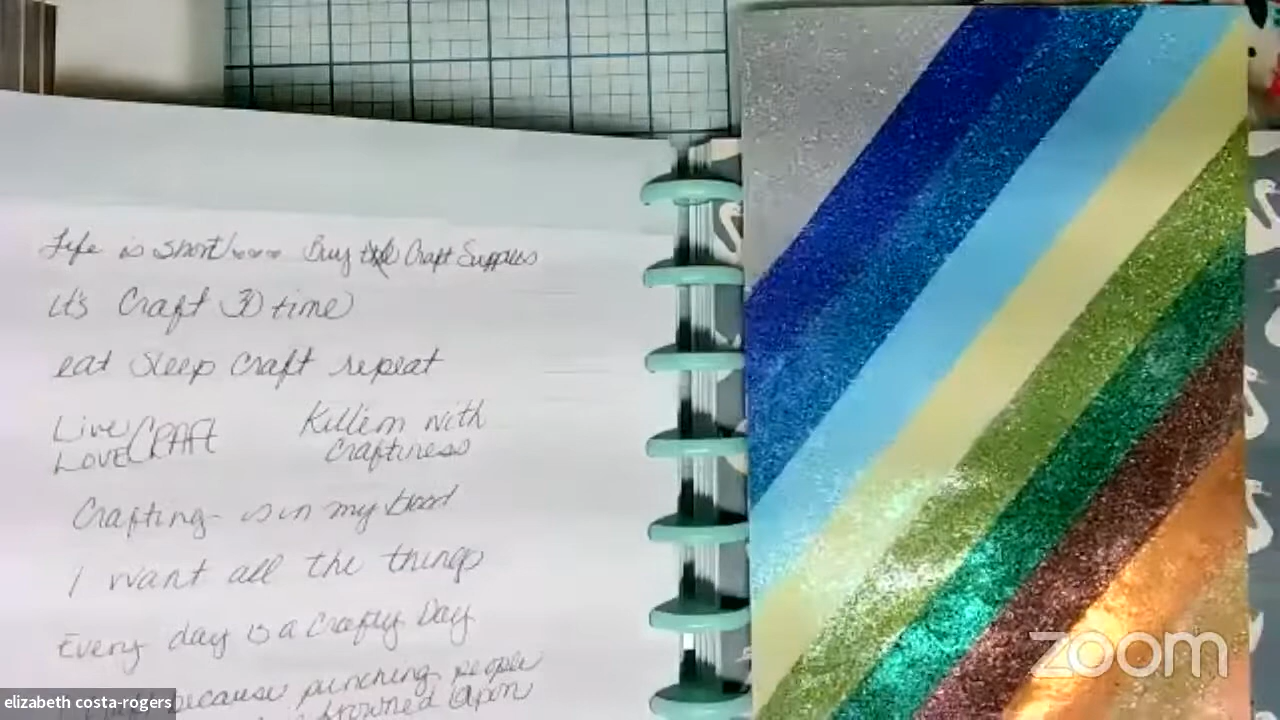 Life is short Buy the Craft Supplies
it's Craft 30 time
eat Sleep Craft repeat
Live
LOVE CRAFT
Killem with
Craftiness
Crafting is in my blood
I want all the things
Every day is a Crafty Day
because punching people
frowned upon
zoom
elizabeth costa-rogers